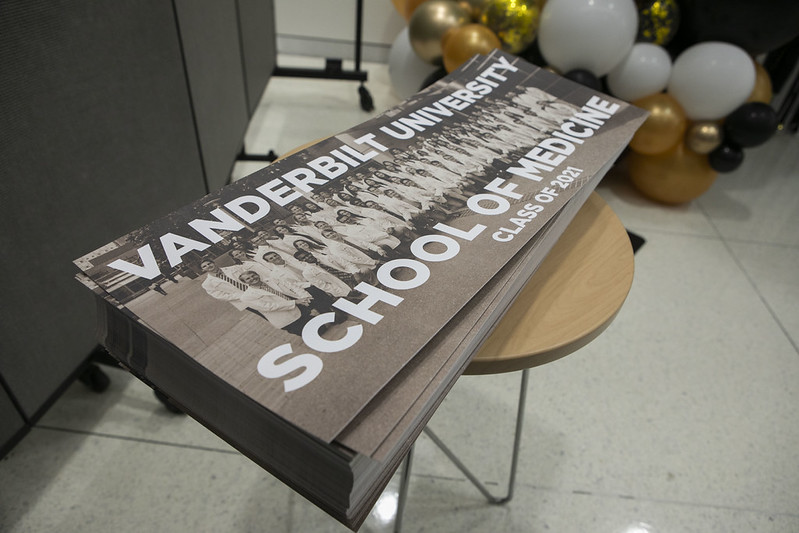 VANDERBILT UNIVERSITY
SCHOOL OF MEDICINE
CLASS OF 2021